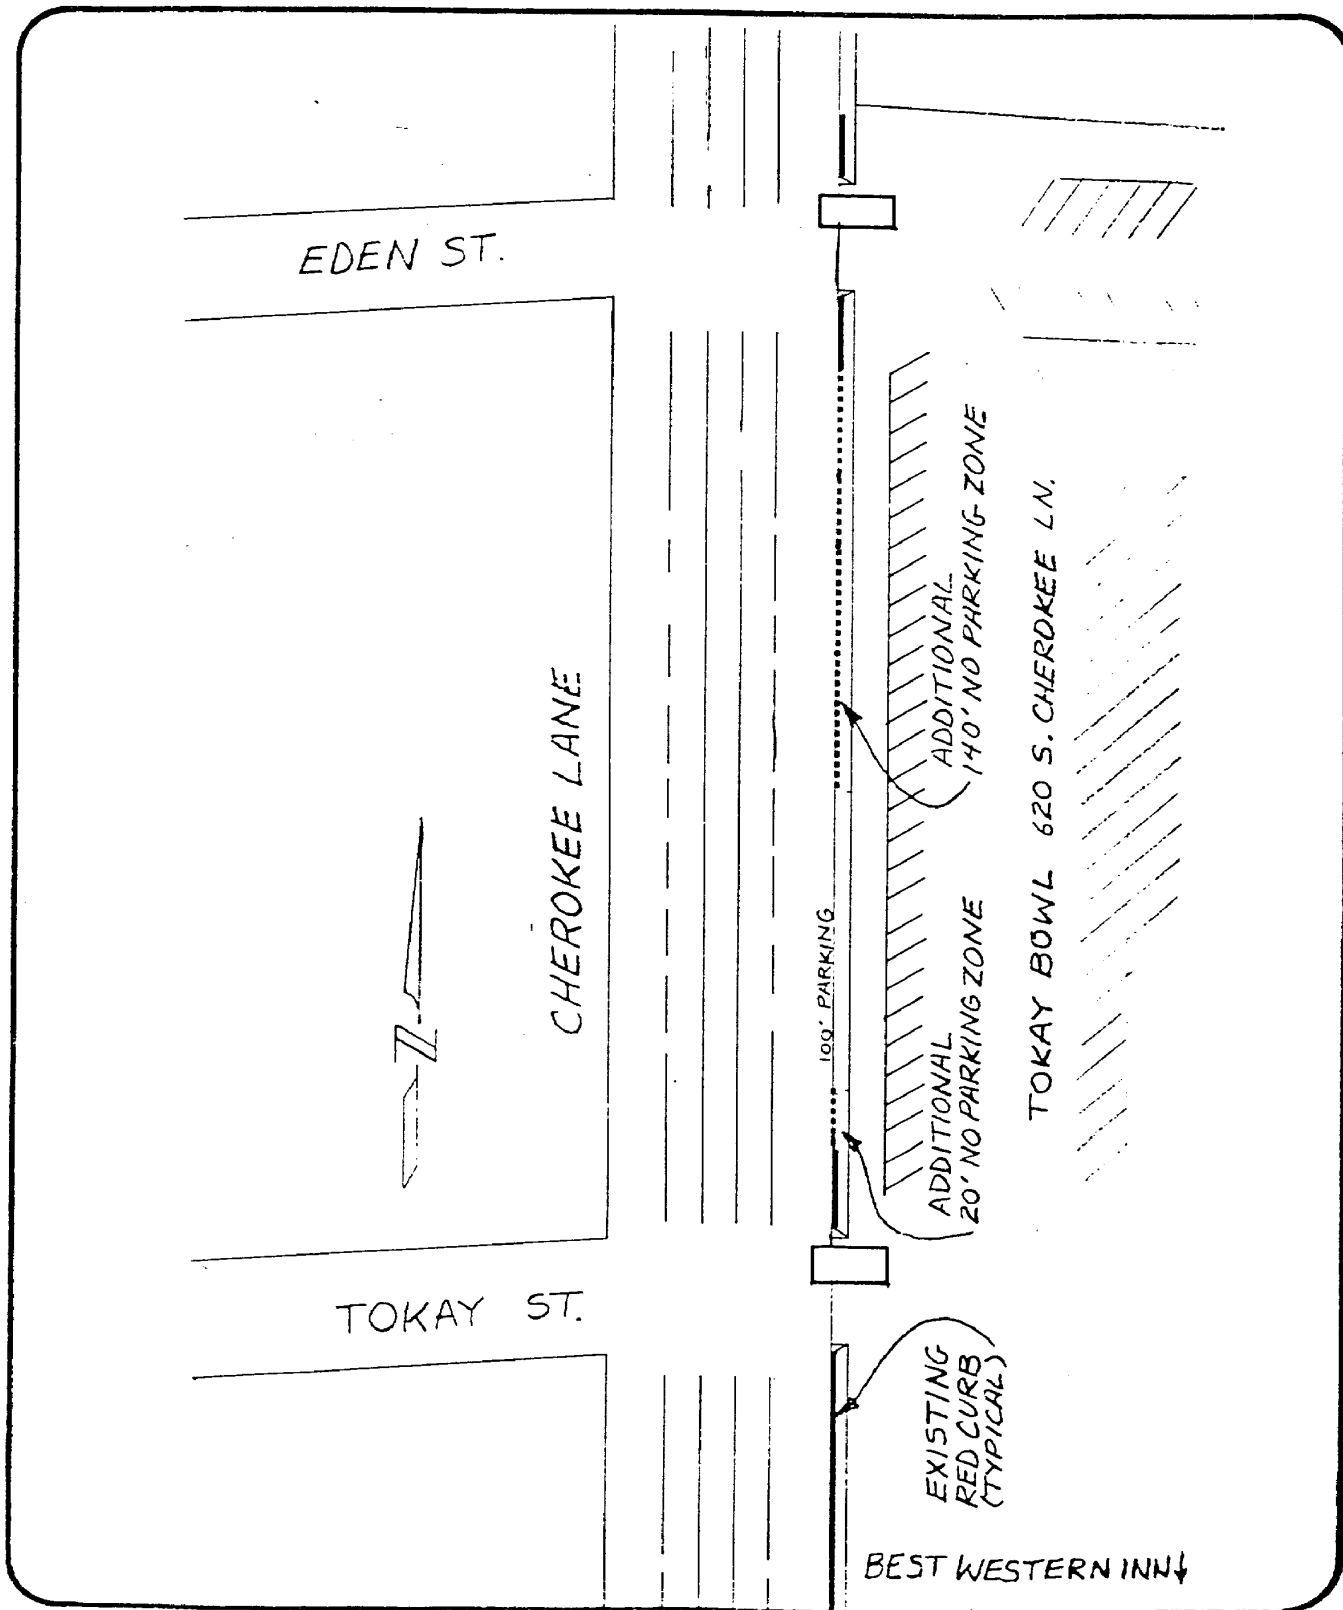 EDEN ST.
CHEROKEE LANE
N
100' PARKING
ADDITIONAL
140' NO PARKING ZONE
ADDITIONAL
20' NO PARKING ZONE
TOKAY BOWL 620 S. CHEROKEE LN.
TOKAY ST.
EXISTING
RED CURB
(TYPICAL)
BEST WESTERN INN↓